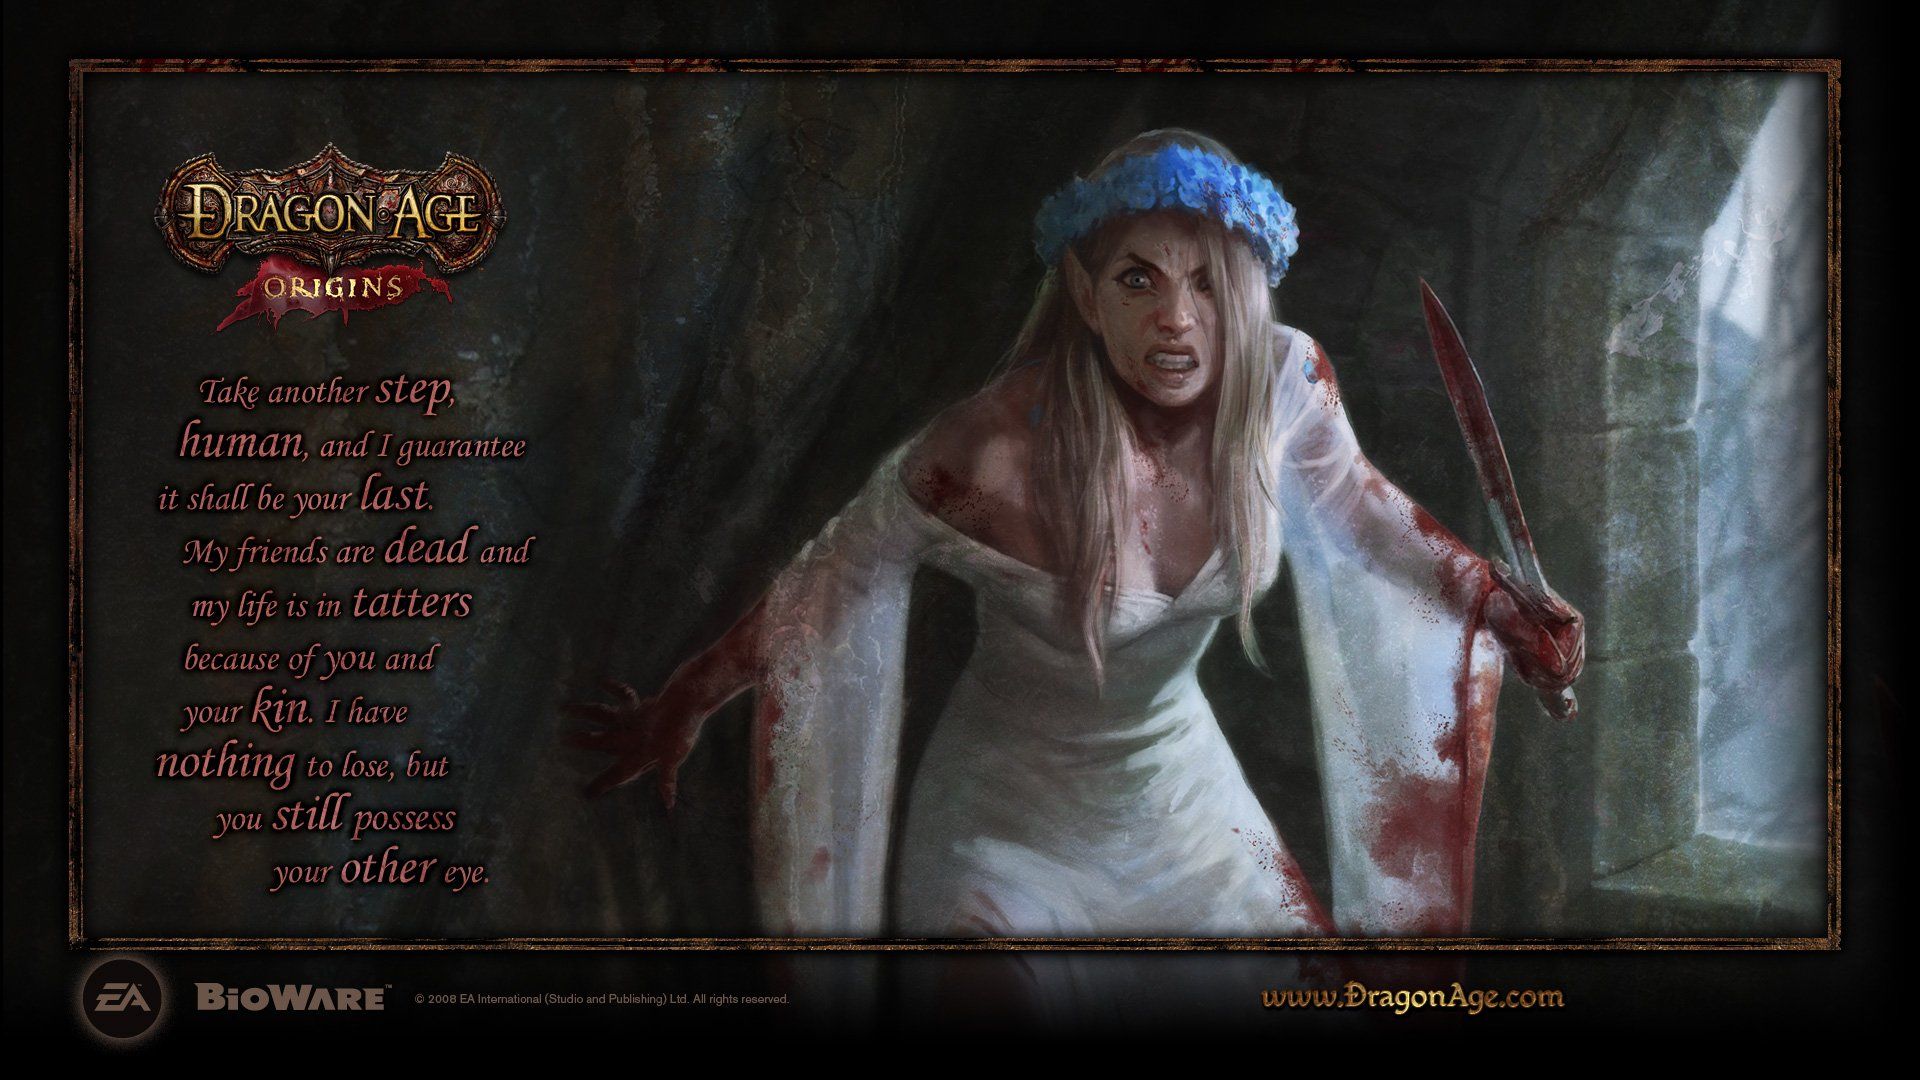 DRAGON AGE
ORIGINS
Take another step,
human, and I guarantee
it shall be your last.
My friends are dead and
my life is in tatters
because of you and
your kin. I have
nothing to lose, but
you still possess
your other eye.
EA BIOWARE™ © 2008 EA International (Studio and Publishing) Ltd. All rights reserved. www.DragonAge.com